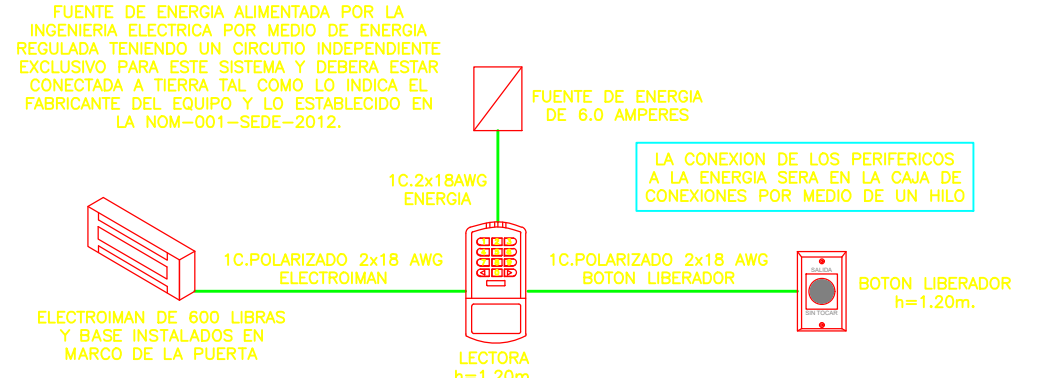 FUENTE DE ENERGIA ALIMENTADA POR LA
INGENIERIA ELECTRICA POR MEDIO DE ENERGIA
REGULADA TENIENDO UN CIRCUTIO INDEPENDIENTE
EXCLUSIVO PARA ESTE SISTEMA Y DEBERA ESTAR
CONECTADA A TIERRA TAL COMO LO INDICA EL
FABRICANTE DEL EQUIPO Y LO ESTABLECIDO EN
LA NOM-001-SEDE-2012.
FUENTE DE ENERGIA
DE 6.0 AMPERES
LA CONEXION DE LOS PERIFERICOS
A LA ENERGIA SERA EN LA CAJA DE
CONEXIONES POR MEDIO DE UN HILO
1C.2x18AWG
ENERGIA
1C.POLARIZADO 2x18 AWG
ELECTROIMAN
1C.POLARIZADO 2x18 AWG
BOTON LIBERADOR
SALIDA
SIN TOCAR
BOTON LIBERADOR
h=1.20m.
ELECTROIMAN DE 600 LIBRAS
Y BASE INSTALADOS EN
MARCO DE LA PUERTA
LECTORA
h=1.20m